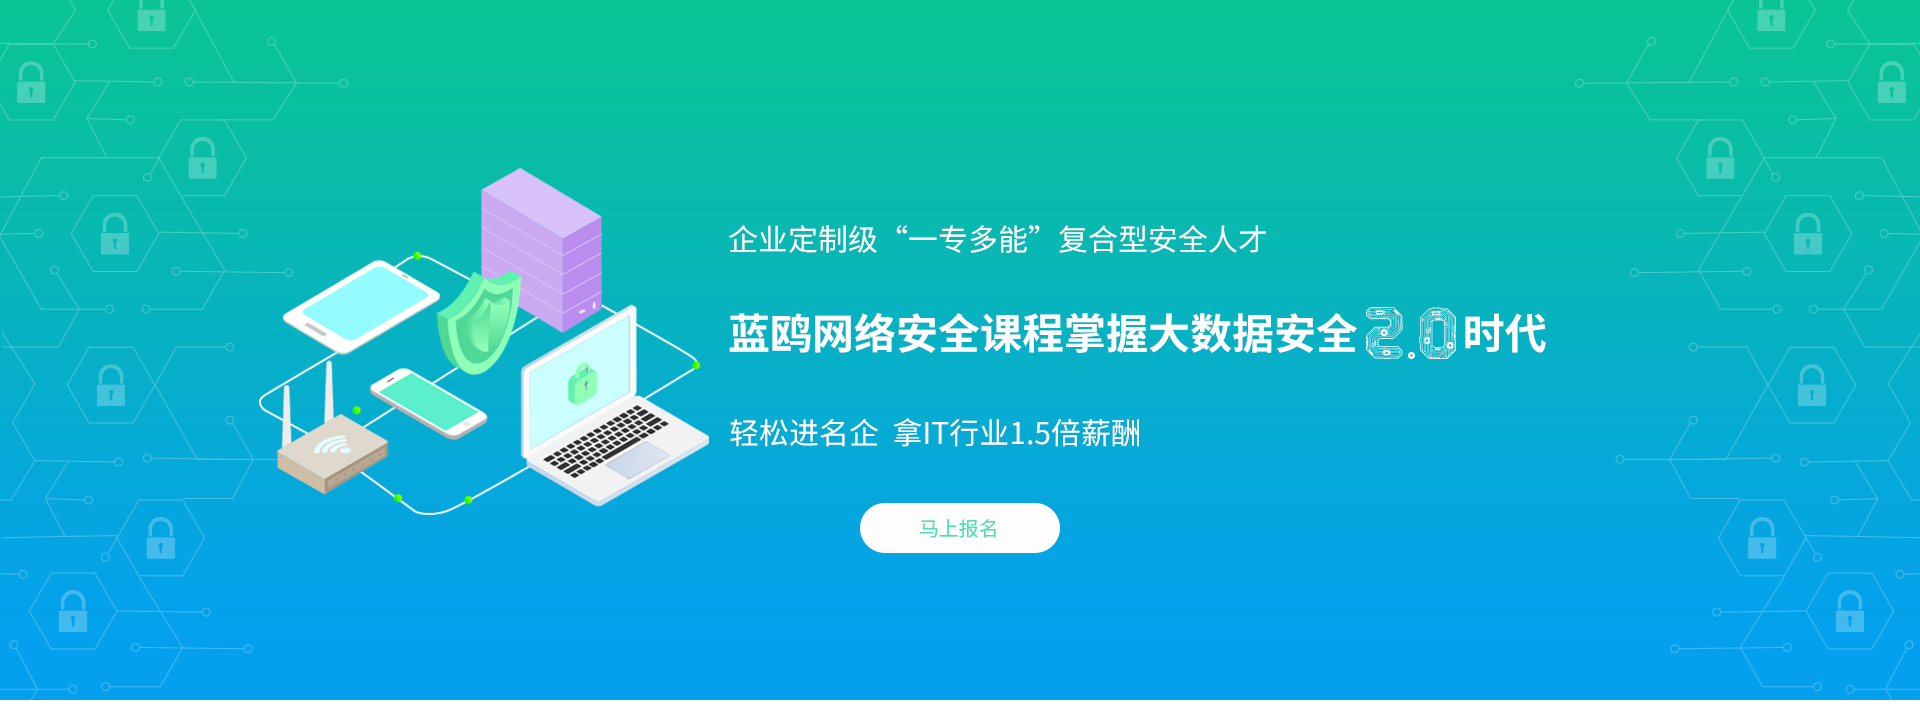 企业定制级“一专多能”复合型安全人才
蓝鸥网络安全课程掌握大数据安全2.0时代
轻松进名企 拿IT行业1.5倍薪酬
马上报名